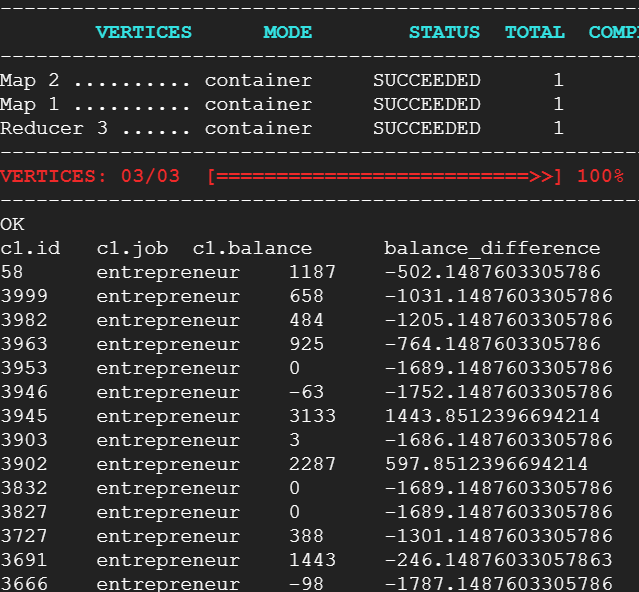 VERTICES MODE STATUS TOTAL COMP
Map 2 .......... container SUCCEEDED 1
Map 1 .......... container SUCCEEDED 1
Reducer 3 ...... container SUCCEEDED 1
VERTICES: 03/03 [==========================>>] 100%
OK
c1.id c1.job c1.balance balance_difference
58 entrepreneur 1187 -502.1487603305786
3999 entrepreneur 658 -1031.1487603305786
3982 entrepreneur 484 -1205.1487603305786
3963 entrepreneur 925 -764.1487603305786
3953 entrepreneur 0 -1689.1487603305786
3946 entrepreneur -63 -1752.1487603305786
3945 entrepreneur 3133 1443.8512396694214
3903 entrepreneur 3 -1686.1487603305786
3902 entrepreneur 2287 597.8512396694214
3832 entrepreneur 0 -1689.1487603305786
3827 entrepreneur 0 -1689.1487603305786
3727 entrepreneur 388 -1301.1487603305786
3691 entrepreneur 1443 -246.14876033057863
3666 entrepreneur -98 -1787.1487603305786